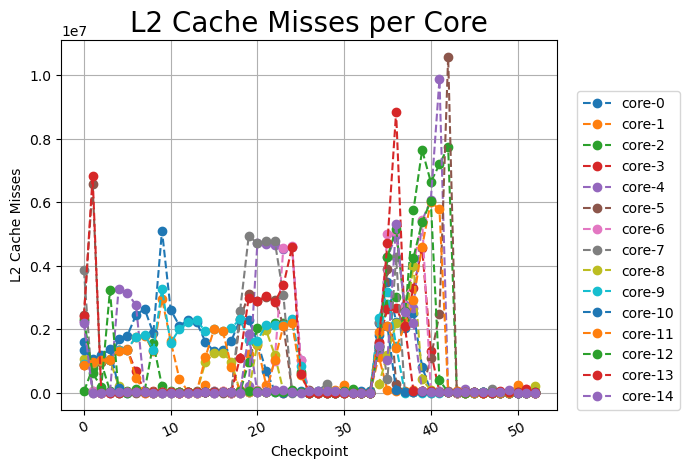 L2 Cache Misses per Core
1e7
1.0
0.8
0.6
0.4
0.2
0.0
L2 Cache Misses
0
10
20
30
40
50
Checkpoint
core-0
core-1
core-2
core-3
core-4
core-5
core-6
core-7
core-8
core-9
core-10
core-11
core-12
core-13
core-14